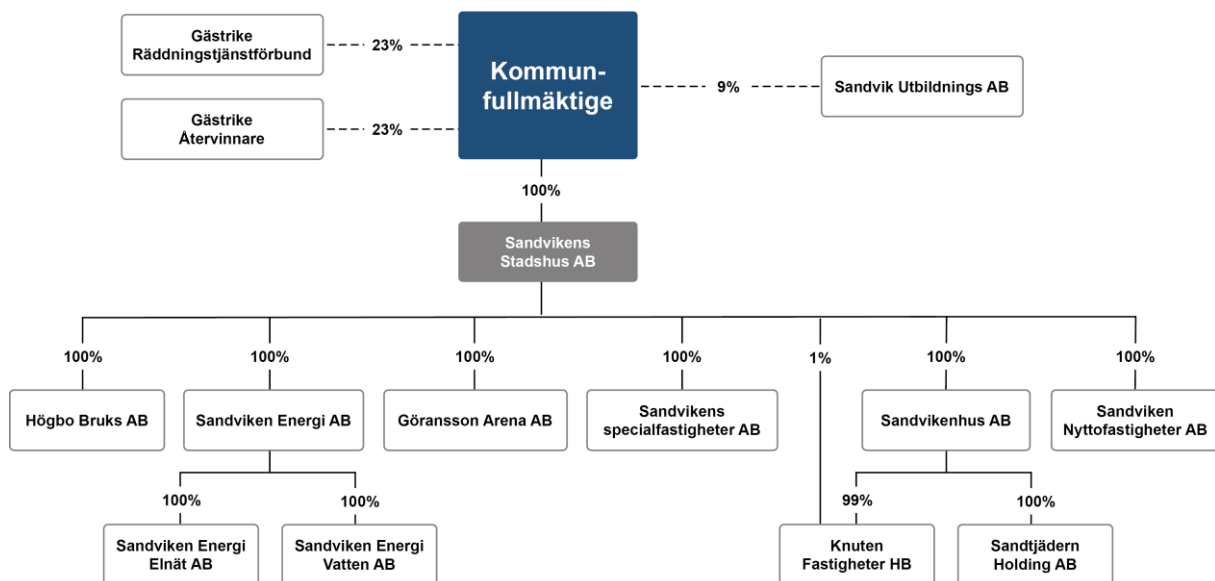 Gästrike
Räddningstjänstförbund
23%
Kommun-
fullmäktige
9%
Sandvik Utbildnings AB
Gästrike
Återvinnare
23%
100%
Sandvikens
Stadshus AB
100%
100%
100%
100%
1%
100%
100%
Högbo Bruks AB
Sandviken Energi AB
Göransson Arena AB
Sandvikens
specialfastigheter AB
Sandvikenhus AB
Sandviken
Nyttofastigheter AB
100%
100%
99%
100%
Sandviken Energi
Elnät AB
Sandviken Energi
Vatten AB
Knuten
Fastigheter HB
Sandtjädern
Holding AB